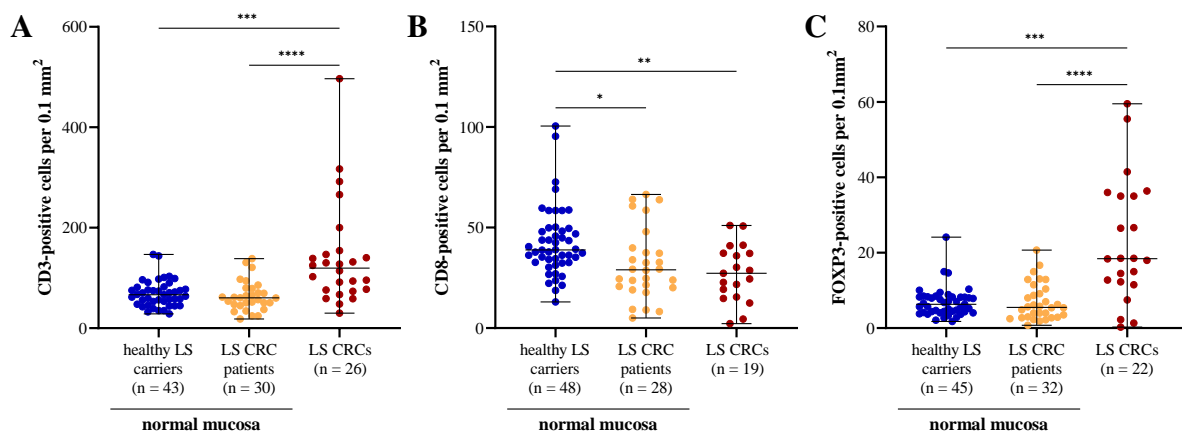 A
CD3-positive cells per 0.1 mm²
600
400
200
0
***
****
healthy LS
carriers
(n = 43)
LS CRC
patients
(n = 30)
LS CRCs
(n = 26)
normal mucosa
B
CD8-positive cells per 0.1 mm²
150
100
50
0
**
*
healthy LS
carriers
(n = 48)
LS CRC
patients
(n = 28)
LS CRCs
(n = 19)
normal mucosa
C
FOXP3-positive cells per 0.1mm²
80
60
40
20
0
***
****
healthy LS
carriers
(n = 45)
LS CRC
patients
(n = 32)
LS CRCs
(n = 22)
normal mucosa